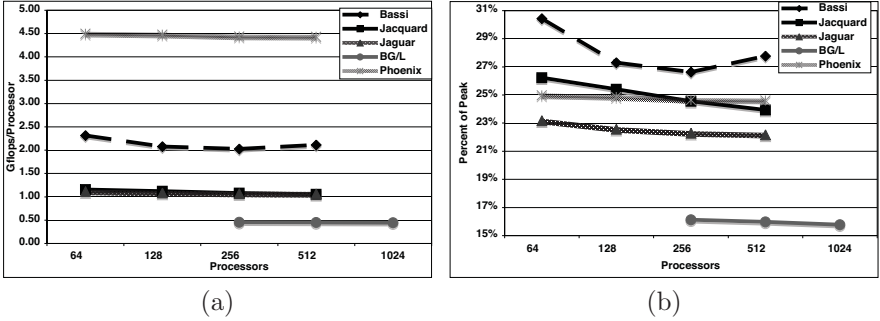 Bassi
Jacquard
Jaguar
BG/L
Phoenix
5.00
4.50
4.00
3.50
3.00
2.50
2.00
1.50
1.00
0.50
0.00
Gflops/Processor
64 128 256 512 1024
Processors
(a)
Bassi
Jacquard
Jaguar
BG/L
Phoenix
31%
29%
27%
25%
23%
21%
19%
17%
15%
Percent of Peak
64 128 256 512 1024
Processors
(b)